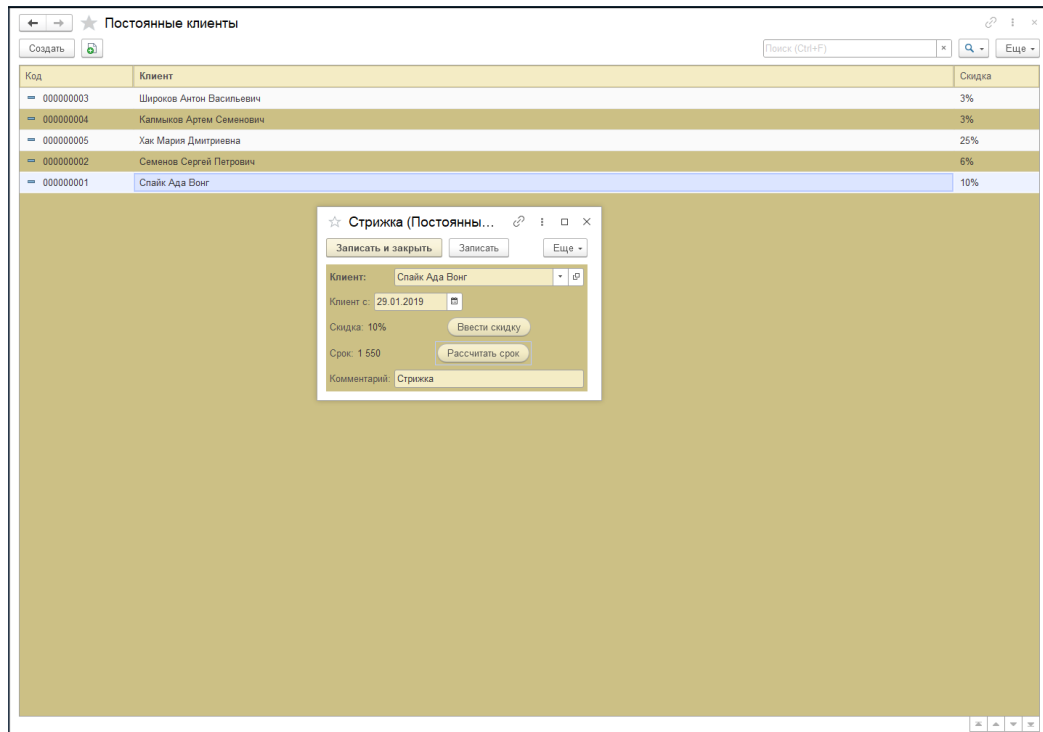 Постоянные клиенты
Создать
Поиск (Ctrl+F)
Еще
Код Клиент Скидка
000000003 Широков Антон Васильевич 3%
000000004 Калмыков Артем Семенович 3%
000000005 Хак Мария Дмитриевна 25%
000000002 Семенов Сергей Петрович 6%
000000001 Спайк Ада Вонг 10%
Стрижка (Постоянны...
Записать и закрыть Записать Еще
Клиент: Спайк Ада Вонг
Клиент с: 29.01.2019
Скидка: 10% Ввести скидку
Срок: 1 550 Рассчитать срок
Комментарий: Стрижка